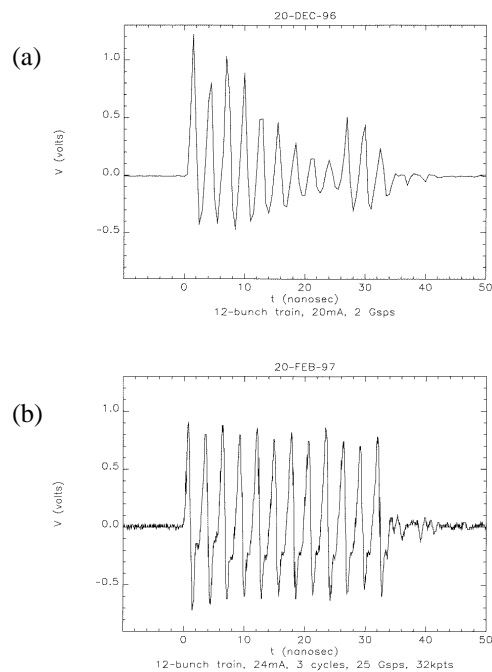 20-DEC-96
(a)
1.0
0.5
0.0
-0.5
V (volts)
0 10 20 30 40 50
t (nanosec)
12-bunch train, 20mA, 2 Gsps
20-FEB-97
(b)
1.0
0.5
0.0
-0.5
V (volts)
0 10 20 30 40 50
t (nanosec)
12-bunch train, 24mA, 3 cycles, 25 Gsps, 32kpts